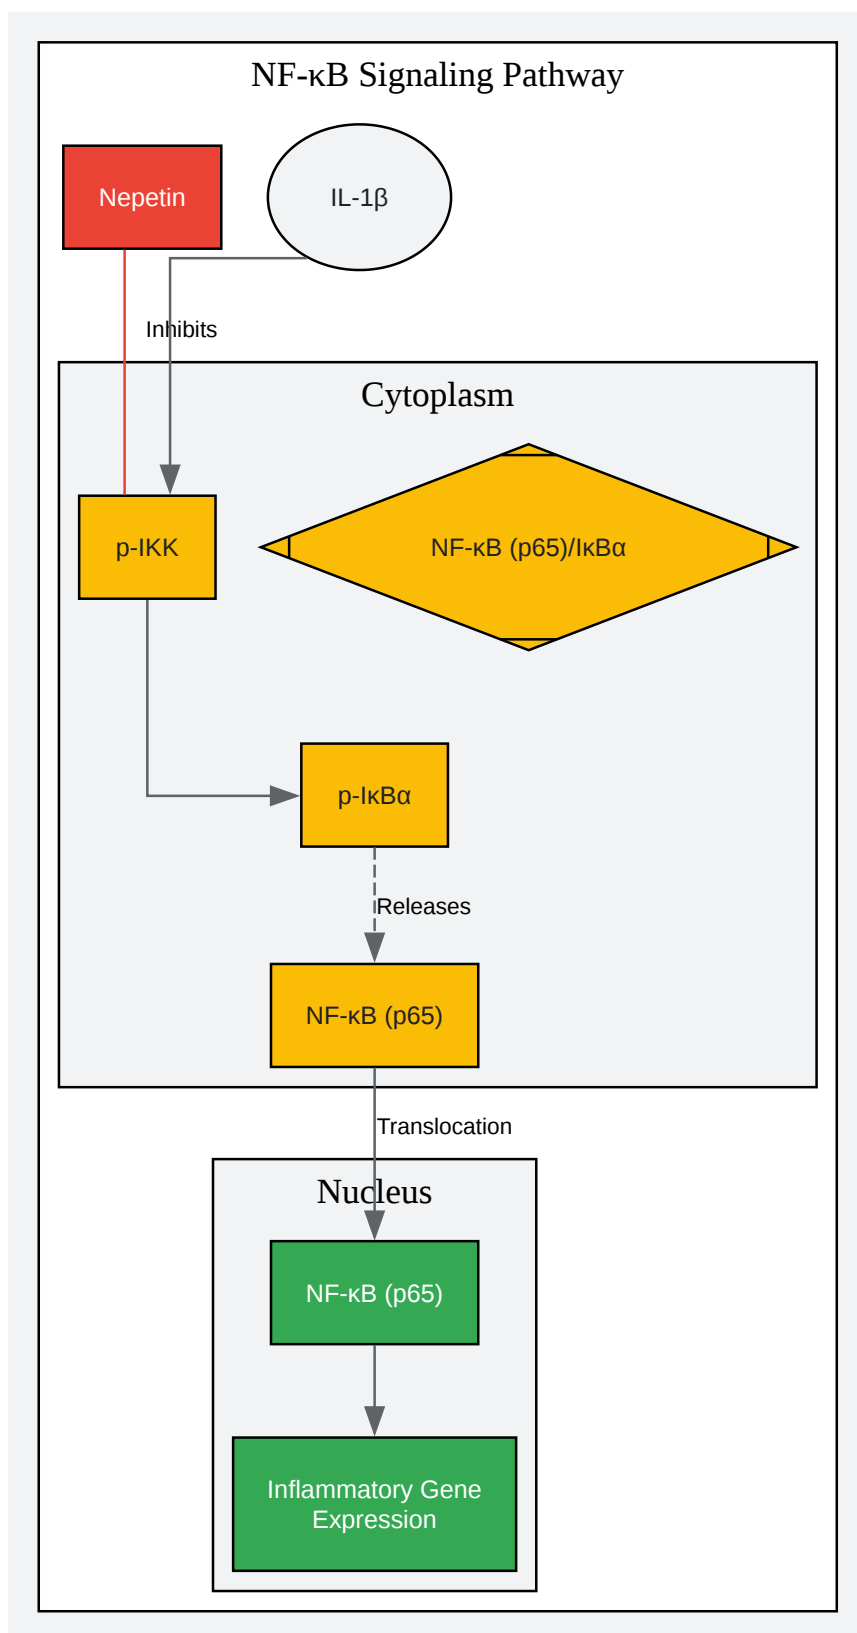 NF-κB Signaling Pathway
Nepetin
IL-1β
Inhibits
Cytoplasm
p-IKK
NF-κB (p65)/IκBα
p-IκBα
Releases
NF-κB (p65)
Translocation
Nucleus
NF-κB (p65)
Inflammatory Gene
Expression